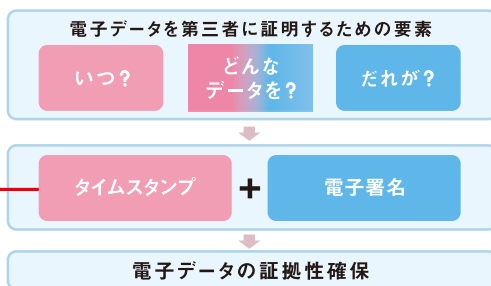 電子データを第三者に証明するための要素
いつ?
どんな
データを?
だれが?
タイムスタンプ
+
電子署名
電子データの証拠性確保